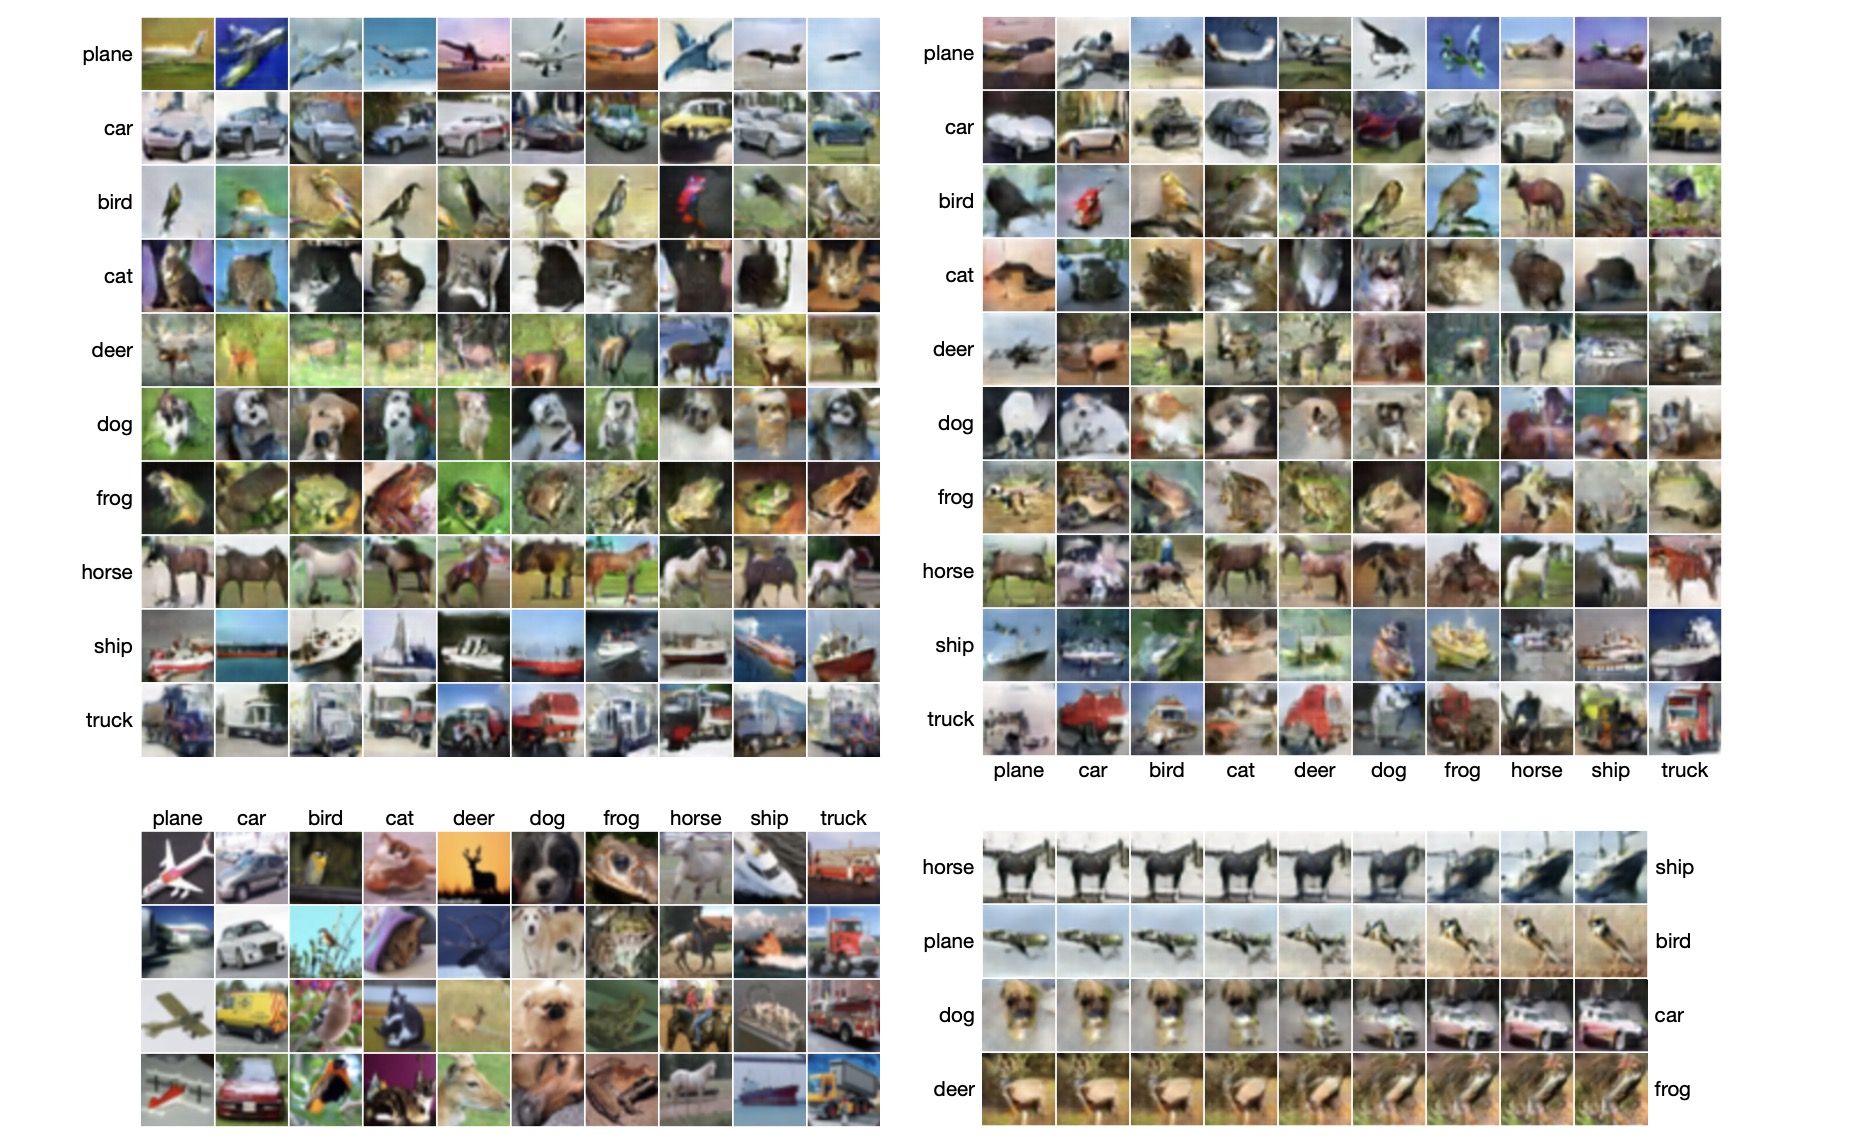 plane
car
bird
cat
deer
dog
frog
horse
ship
truck
plane
car
bird
cat
deer
dog
frog
horse
ship
truck
plane car bird cat deer dog frog horse ship truck
plane car bird cat deer dog frog horse ship truck
horse ship
plane bird
dog car
deer frog